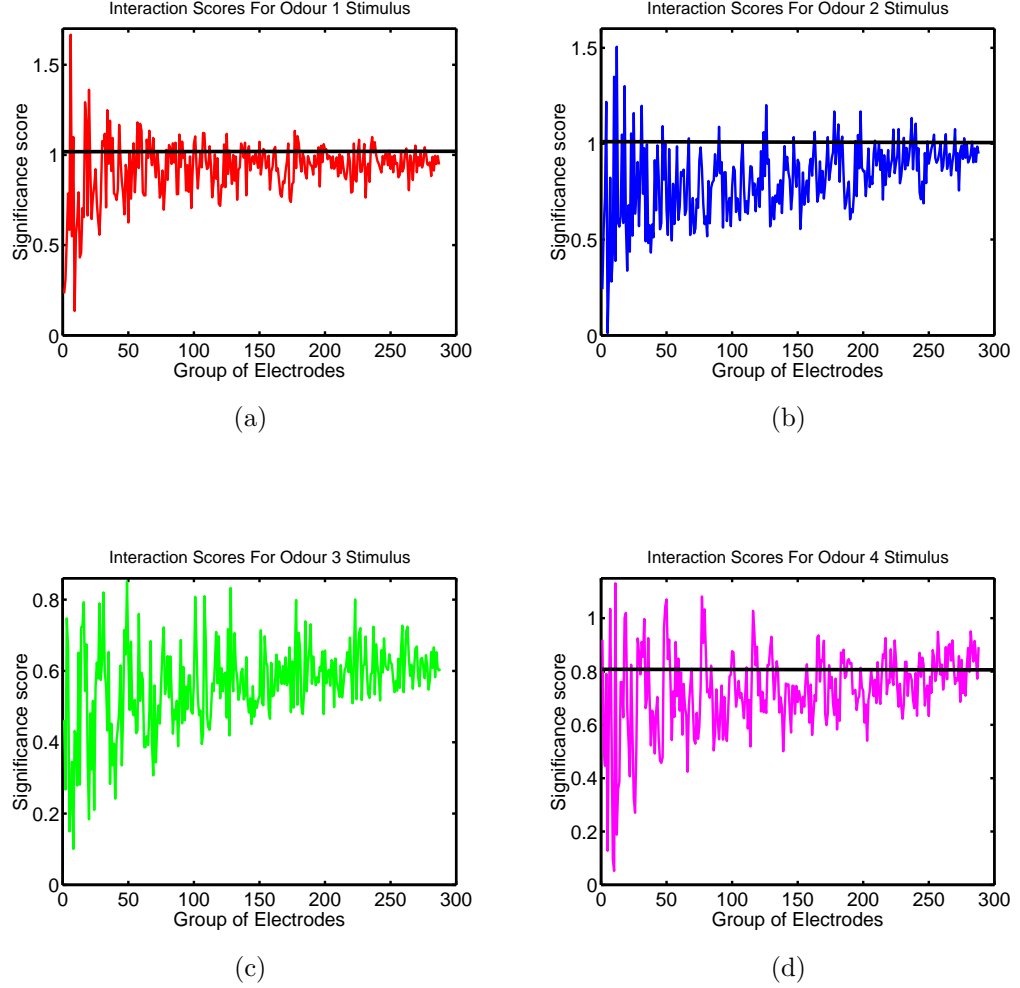 Interaction Scores For Odour 1 Stimulus
Significance score
1.5
1
0.5
0
0 50 100 150 200 250 300
Group of Electrodes
(a)
Interaction Scores For Odour 2 Stimulus
Significance score
1.5
1
0.5
0
0 50 100 150 200 250 300
Group of Electrodes
(b)
Interaction Scores For Odour 3 Stimulus
Significance score
0.8
0.6
0.4
0.2
0
0 50 100 150 200 250 300
Group of Electrodes
(c)
Interaction Scores For Odour 4 Stimulus
Significance score
1
0.8
0.6
0.4
0.2
0
0 50 100 150 200 250 300
Group of Electrodes
(d)